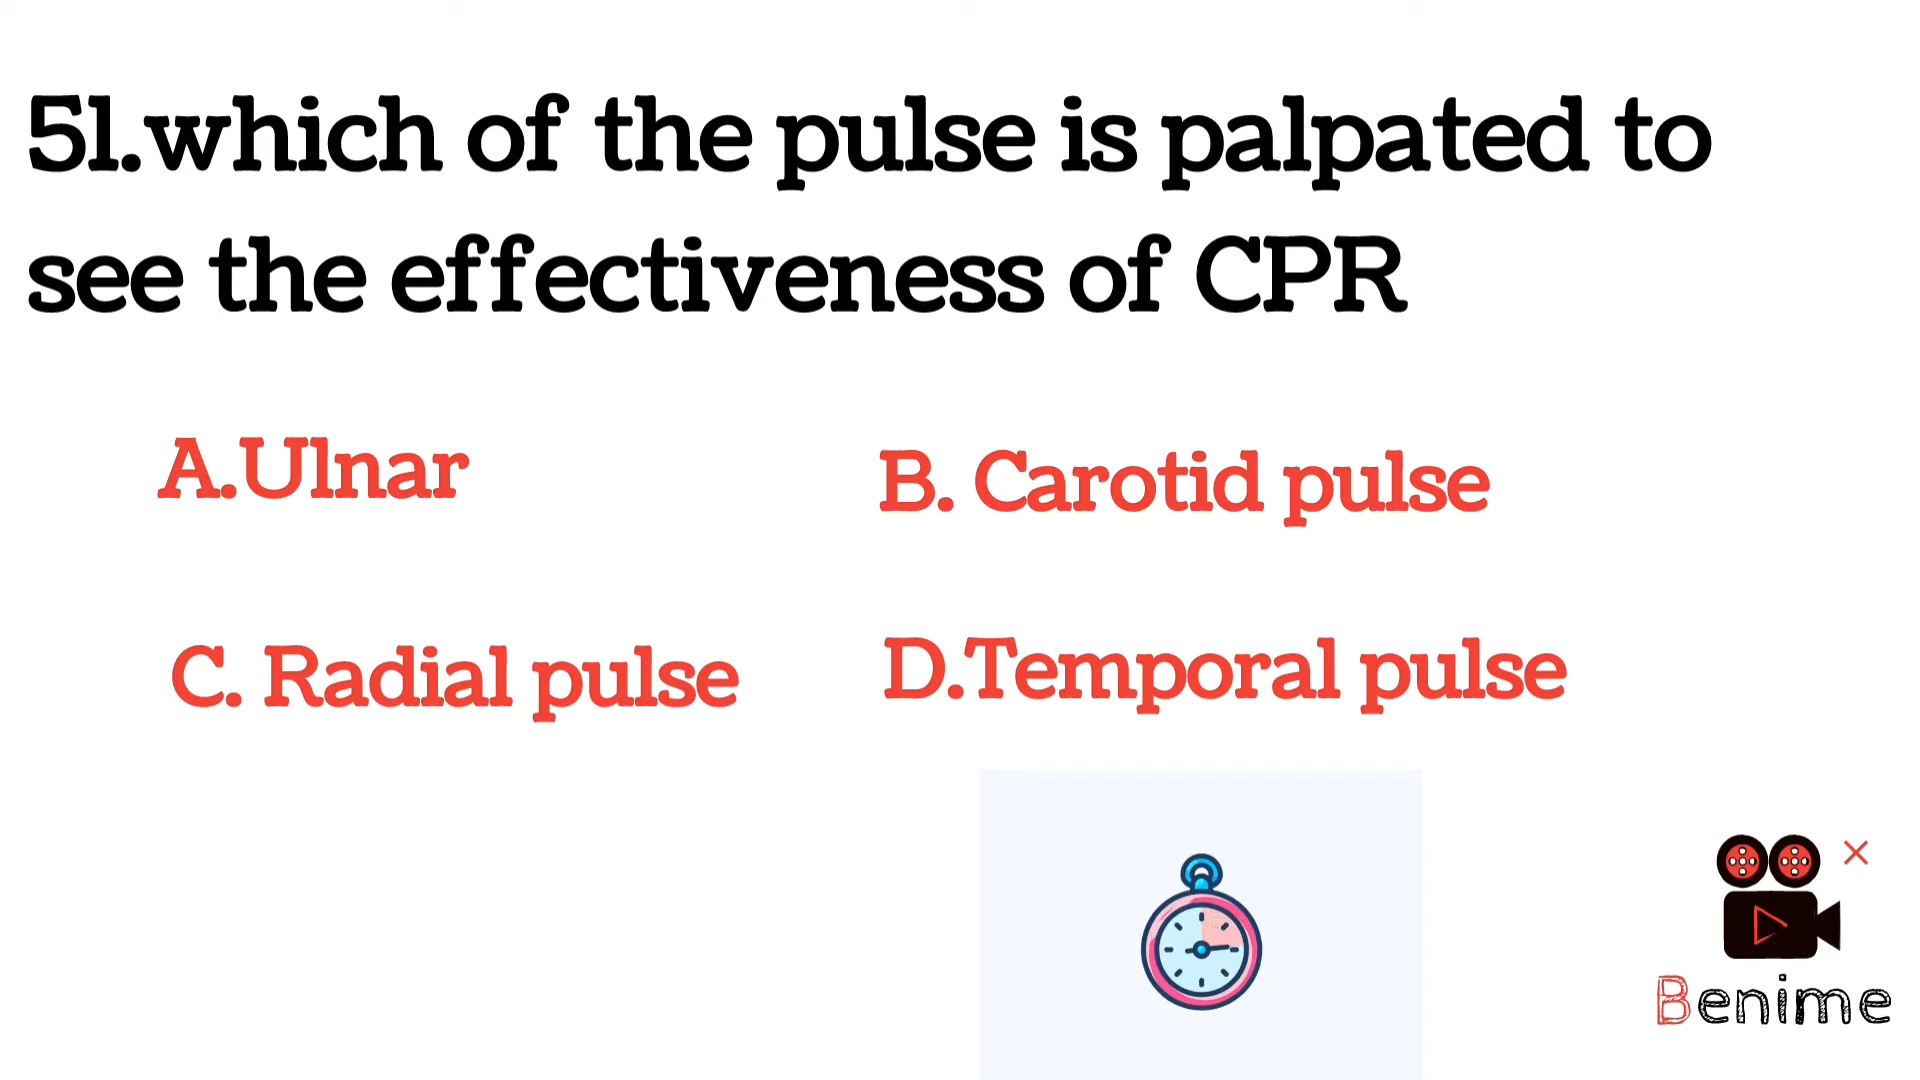 51.which of the pulse is palpated to
see the effectiveness of CPR
A.Ulnar
B. Carotid pulse
C. Radial pulse
D.Temporal pulse
Benime